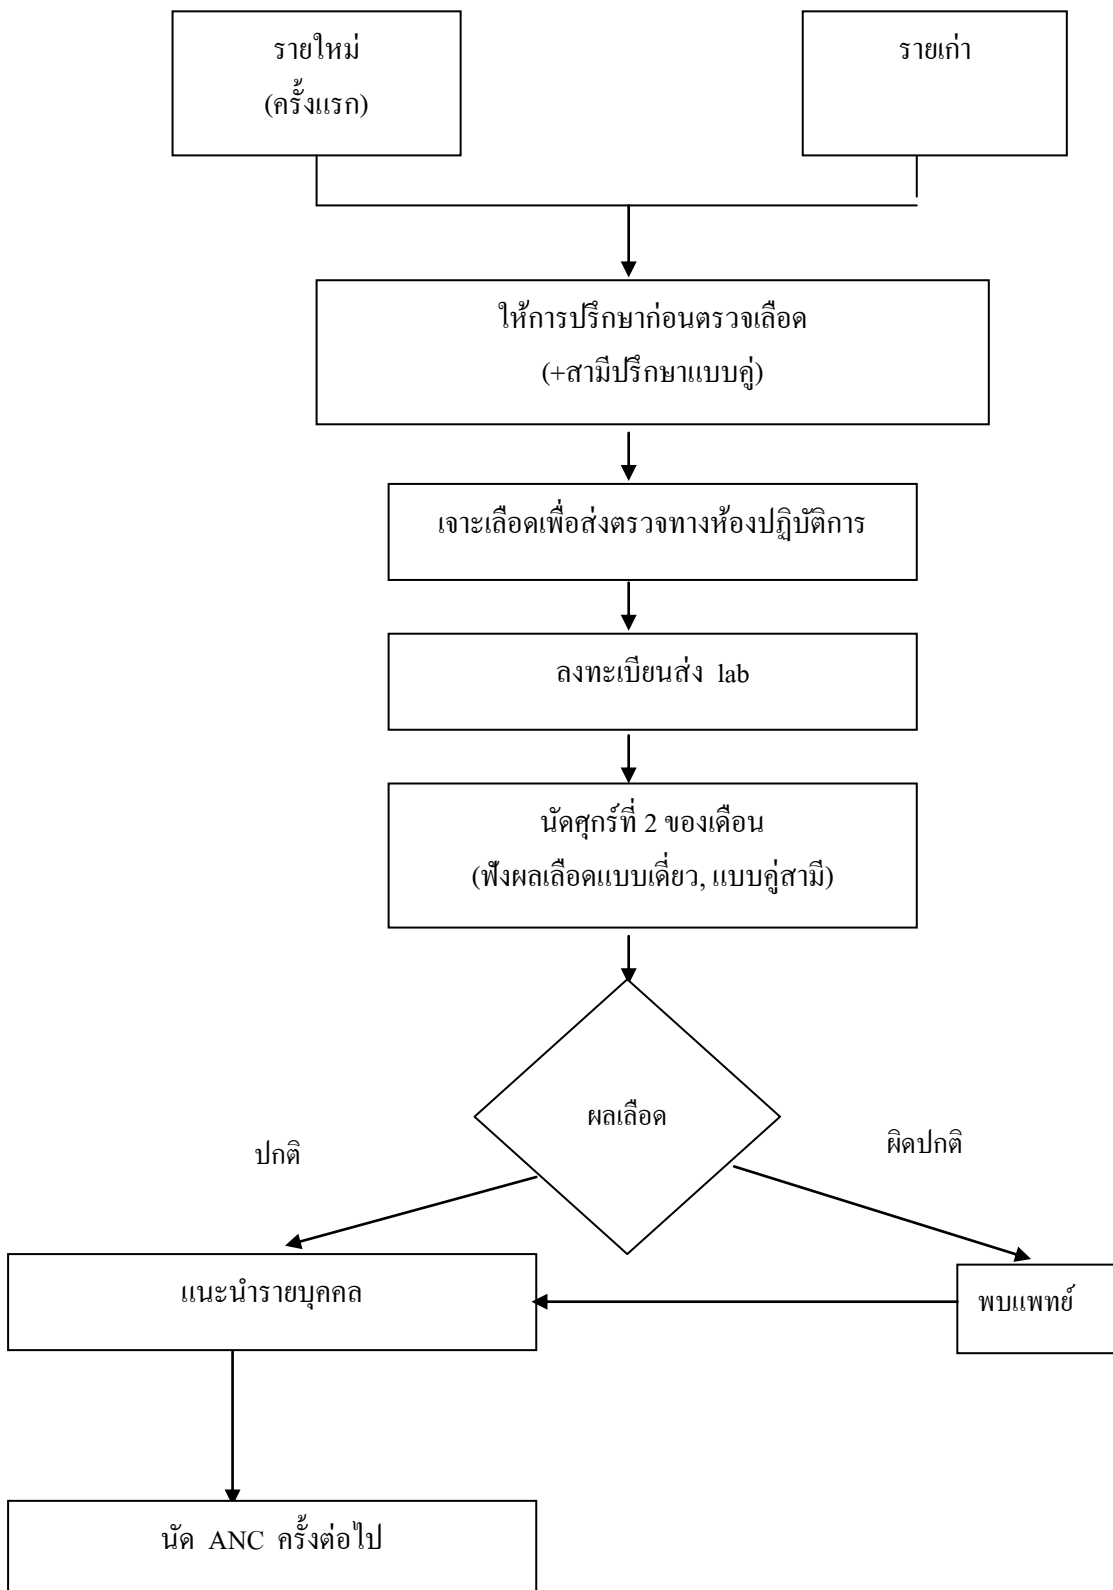 รายใหม่
(ครั้งแรก)
รายเก่า
ให้การปรึกษาก่อนตรวจเลือด
(+สามีปรึกษาแบบคู่)
เจาะเลือดเพื่อส่งตรวจทางห้องปฏิบัติการ
ลงทะเบียนส่ง lab
นัดศุกร์ที่ 2 ของเดือน
(ฟังผลเลือดแบบเดี่ยว, แบบคู่สามี)
ผลเลือด
ปกติ
ผิดปกติ
แนะนำรายบุคคล
พบแพทย์
นัด ANC ครั้งต่อไป